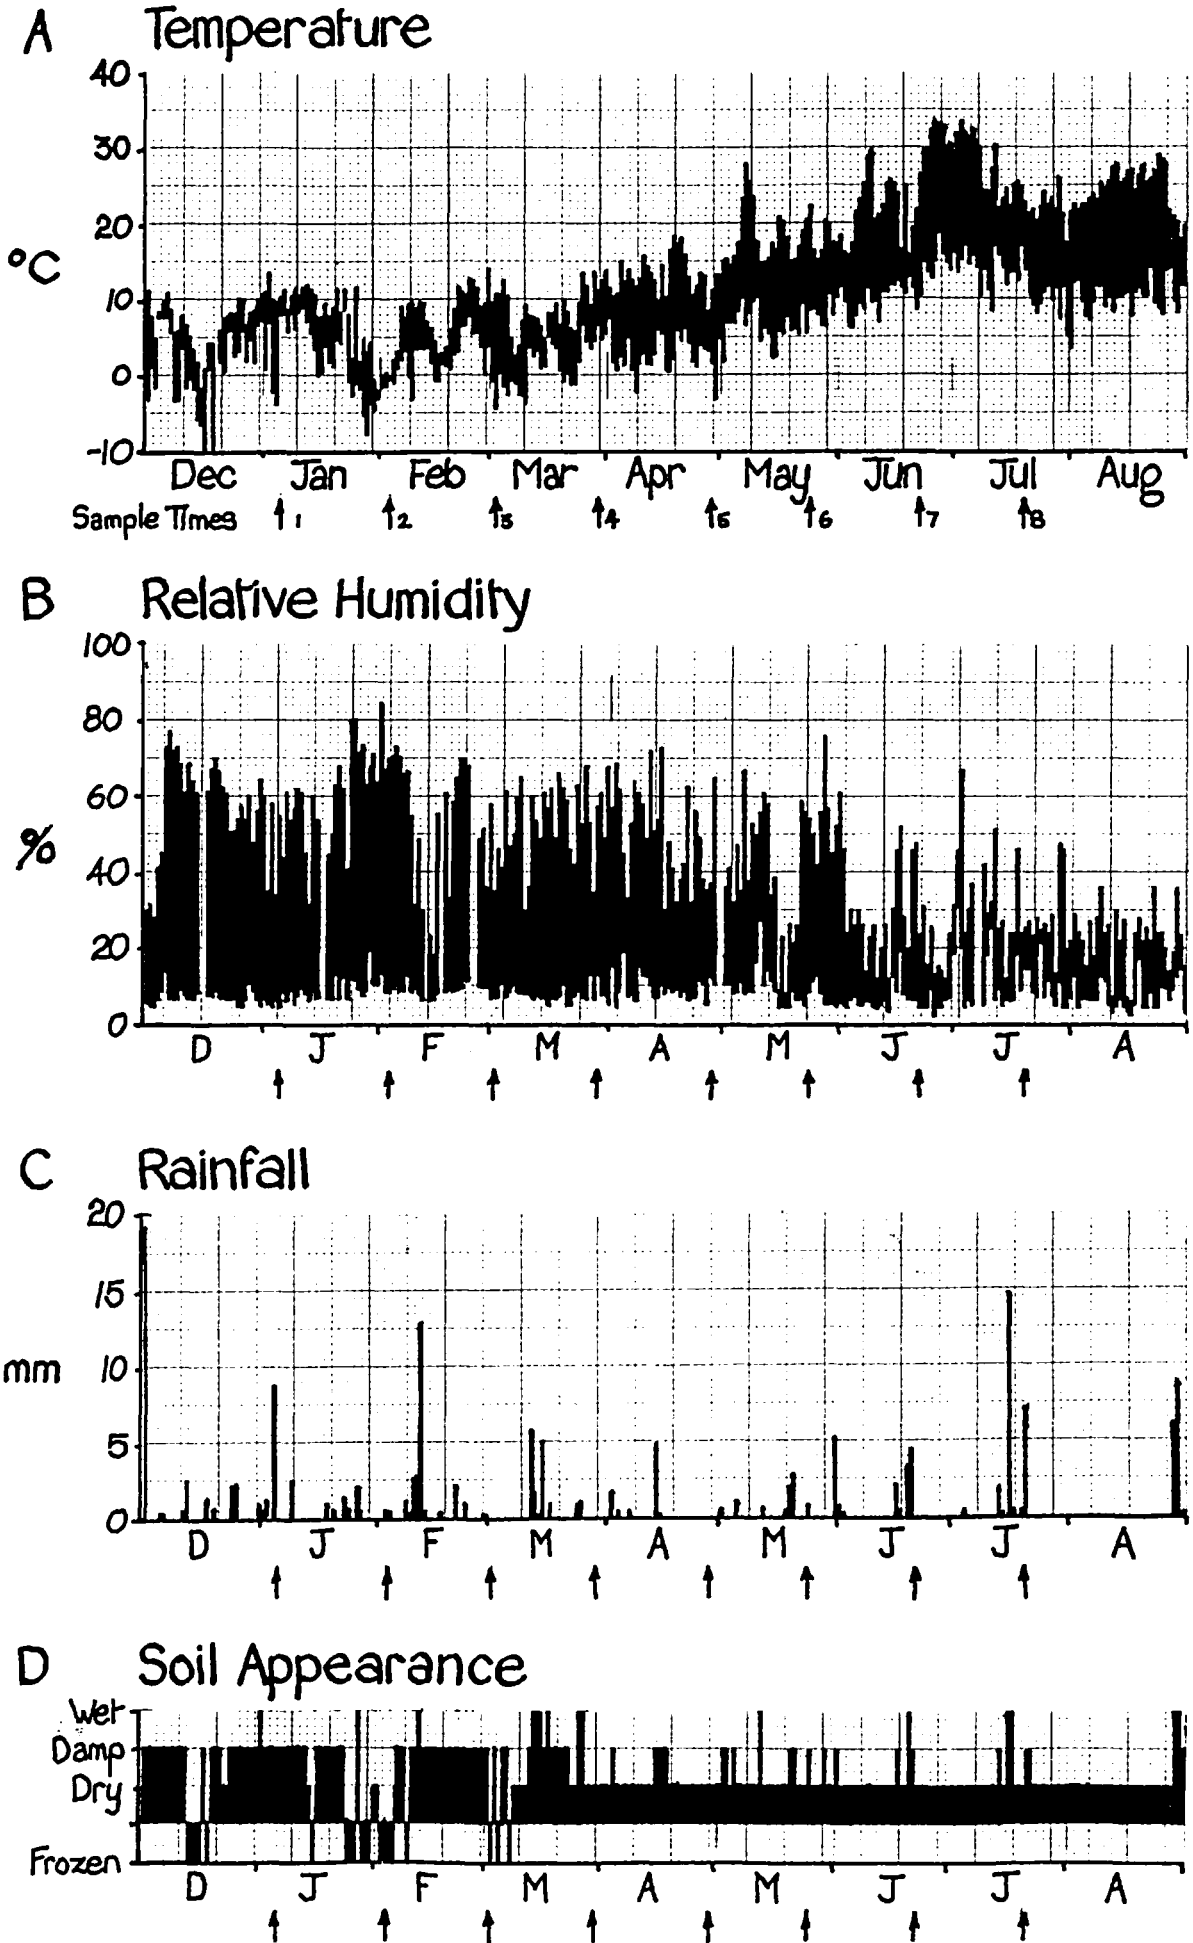 A Temperature
40
30
20
°C
10
0
-10
Dec Jan Feb Mar Apr May Jun Jul Aug
Sample Times 1 2 3 4 5 6 7 8
B Relative Humidity
100
80
60
%
40
20
0
D J F M A M J J A
C Rainfall
20
15
mm 10
5
0
D J F M A M J J A
D Soil Appearance
Wet
Damp
Dry
Frozen
D J F M A M J J A